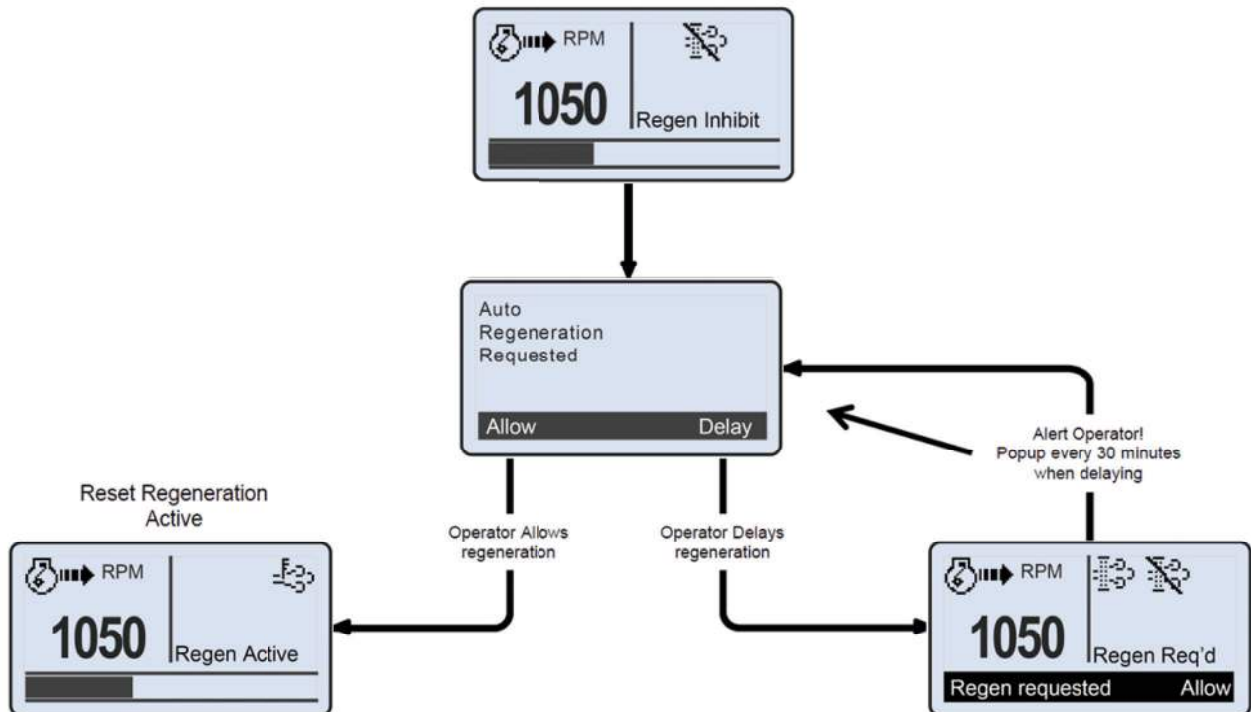 RPM
1050
Regen Inhibit
Auto
Regeneration
Requested
Allow Delay
Alert Operator!
Popup every 30 minutes
when delaying
Operator Allows
regeneration
Operator Delays
regeneration
Reset Regeneration
Active
RPM
1050
Regen Active
RPM
1050
Regen Req'd
Regen requested Allow